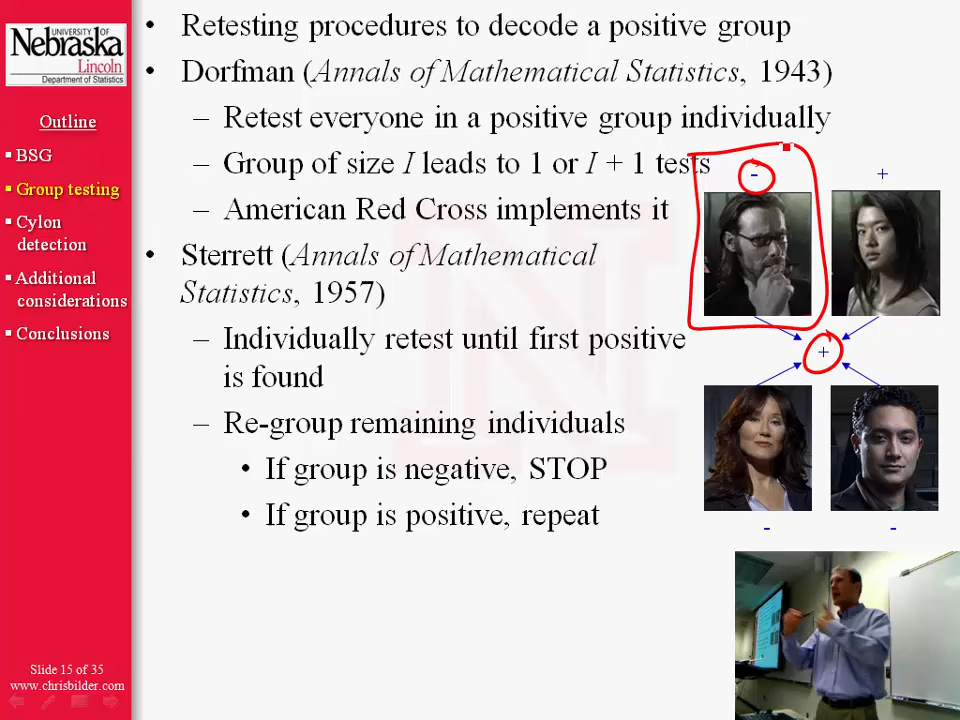 UNIVERSITY OF
Nebraska
Lincoln
Department of Statistics
Outline
▪ BSG
▪ Group testing
▪ Cylon
detection
▪ Additional
considerations
▪ Conclusions
Slide 15 of 35
www.chrisbilder.com
• Retesting procedures to decode a positive group
• Dorfman (Annals of Mathematical Statistics, 1943)
– Retest everyone in a positive group individually
– Group of size I leads to 1 or I + 1 tests
– American Red Cross implements it
• Sterrett (Annals of Mathematical
Statistics, 1957)
– Individually retest until first positive
is found
– Re-group remaining individuals
• If group is negative, STOP
• If group is positive, repeat
- +
+
- -